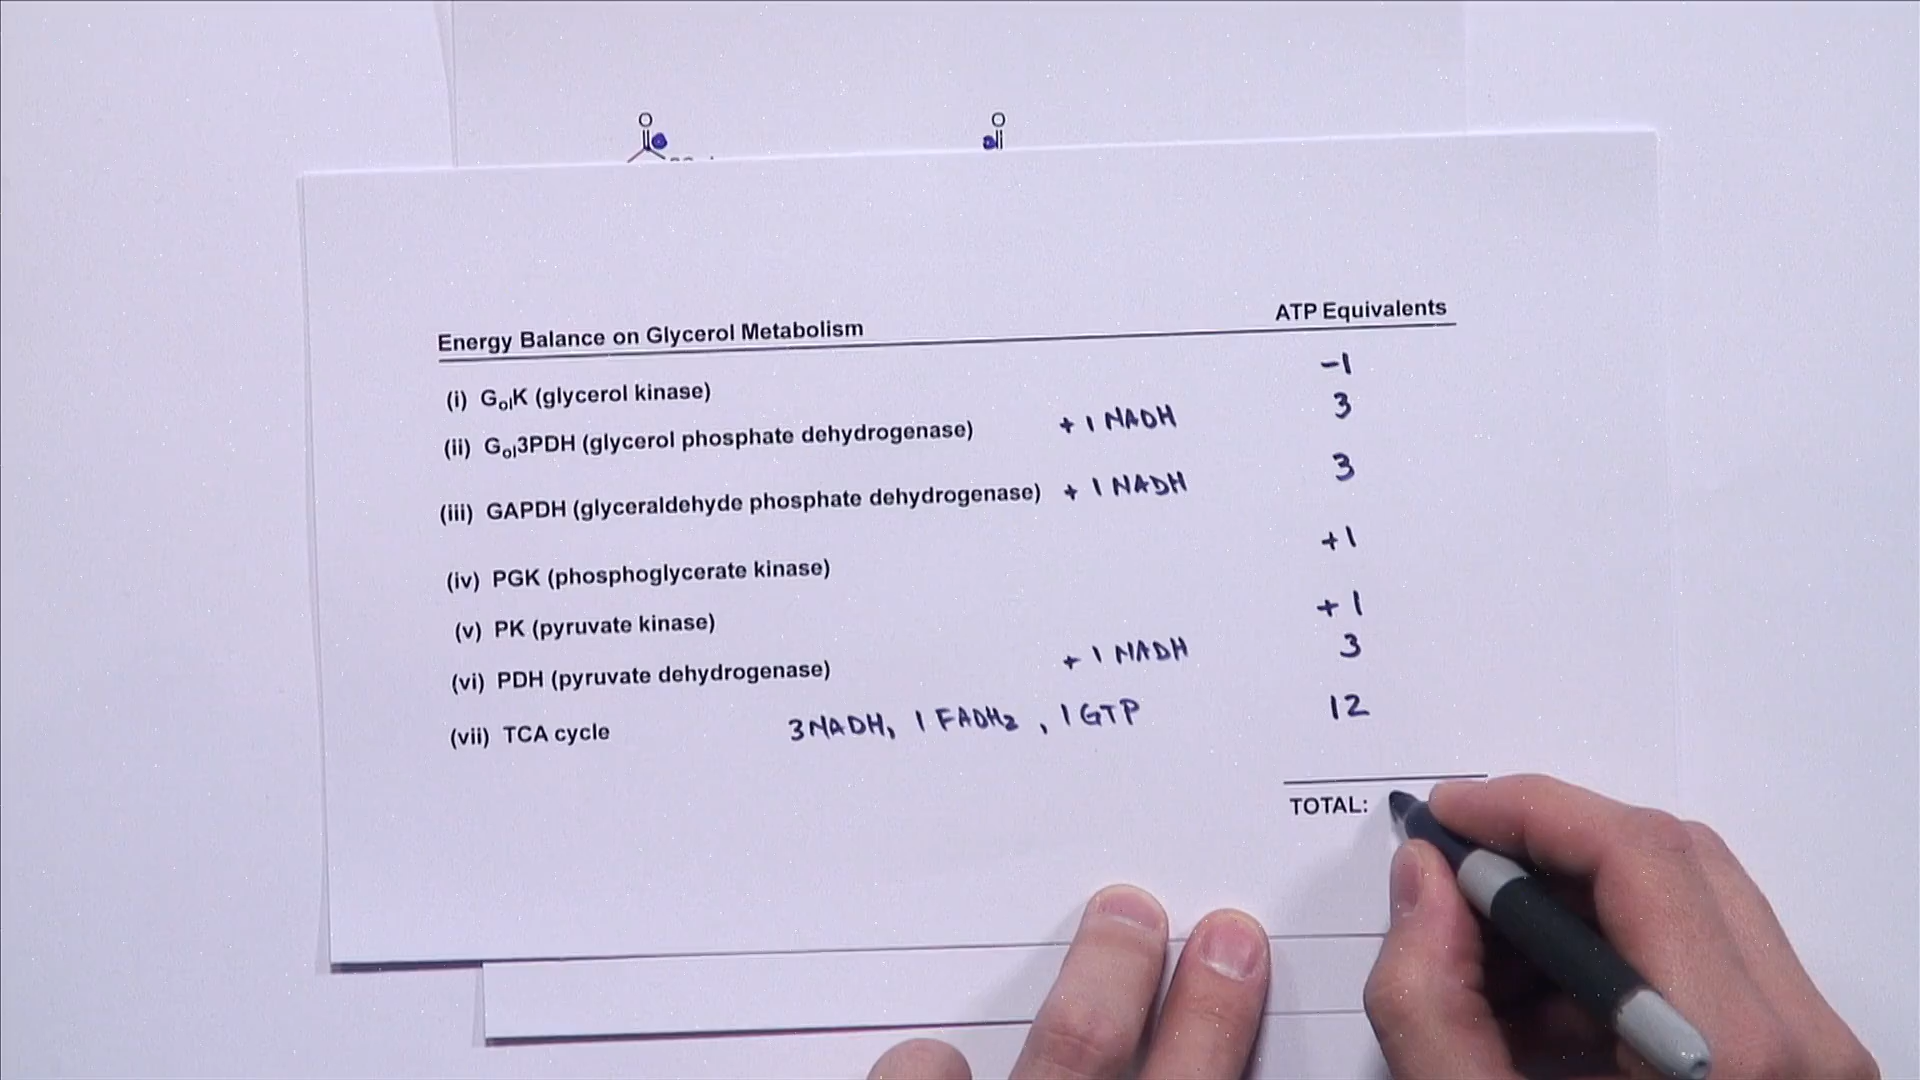 O O
Energy Balance on Glycerol Metabolism ATP Equivalents
(i) GolK (glycerol kinase) -1
(ii) Gol3PDH (glycerol phosphate dehydrogenase) + 1 NADH 3
(iii) GAPDH (glyceraldehyde phosphate dehydrogenase) + 1 NADH 3
(iv) PGK (phosphoglycerate kinase) +1
(v) PK (pyruvate kinase) + 1
(vi) PDH (pyruvate dehydrogenase) + 1 NADH 3
(vii) TCA cycle 3 NADH, 1 FADH2, 1 GTP 12
TOTAL: